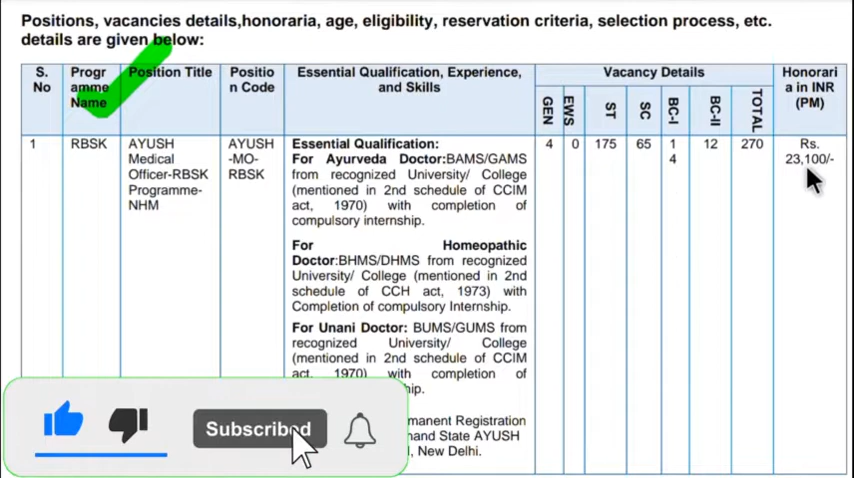 Positions, vacancies details,honoraria, age, eligibility, reservation criteria, selection process, etc.
details are given below:
S. No
Progr amme Name
Position Title
Positio n Code
Essential Qualification, Experience, and Skills
Vacancy Details
Honorari a in INR (PM)
GEN
EWS
ST
SC
BC-I
BC-II
TOTAL
1
RBSK
AYUSH
Medical
Officer-RBSK
Programme-
NHM
AYUSH
-MO-
RBSK
Essential Qualification:
For Ayurveda Doctor:BAMS/GAMS
from recognized University/ College
(mentioned in 2nd schedule of CCIM
act, 1970) with completion of
compulsory internship.
For Homeopathic
Doctor:BHMS/DHMS from recognized
University/ College (mentioned in 2nd
schedule of CCH act, 1973) with
Completion of compulsory Internship.
For Unani Doctor: BUMS/GUMS from
recognized University/ College
(mentioned in 2nd schedule of CCIM
act, 1970) with completion of
4
0
175
65
1
4
12
270
Rs.
23,100/-
Registration
State AYUSH
New Delhi.
Subscribed